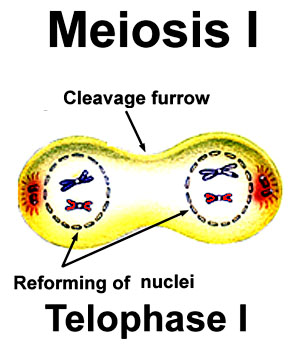 Meiosis I
Cleavage furrow
Reforming of nuclei
Telophase I